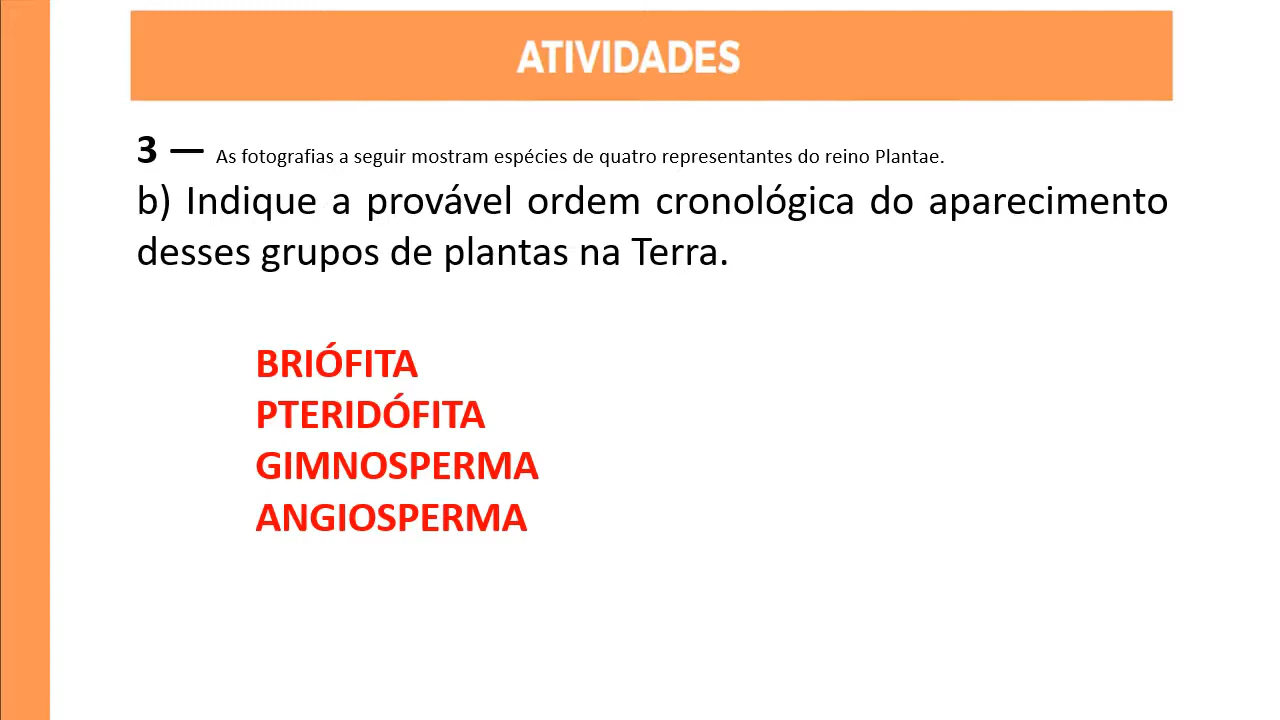 ATIVIDADES
3 — As fotografias a seguir mostram espécies de quatro representantes do reino Plantae.
b) Indique a provável ordem cronológica do aparecimento
desses grupos de plantas na Terra.
BRIÓFITA
PTERIDÓFITA
GIMNOSPERMA
ANGIOSPERMA